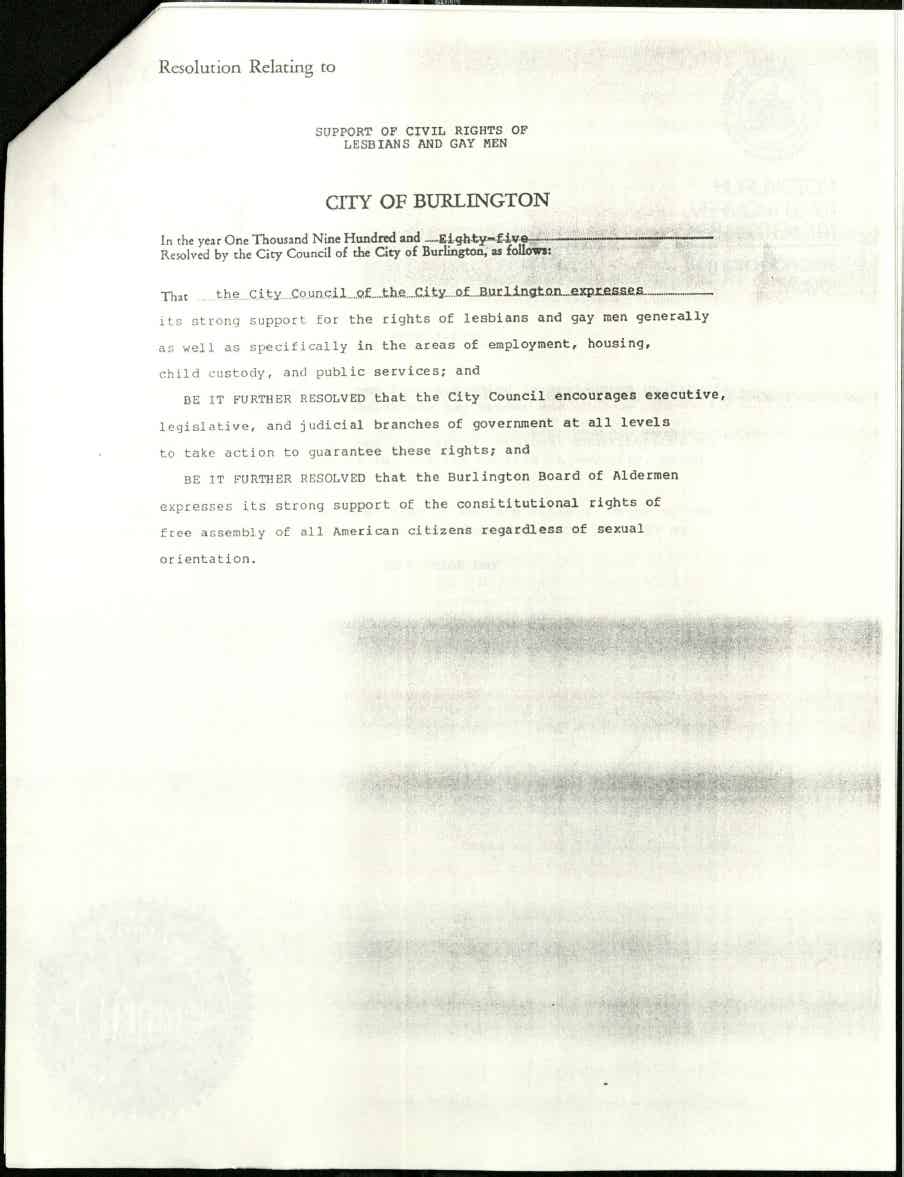 Resolution Relating to
SUPPORT OF CIVIL RIGHTS OF
LESBIANS AND GAY MEN
CITY OF BURLINGTON
In the year One Thousand Nine Hundred and Eighty-five
Resolved by the City Council of the City of Burlington, as follows:
That the City Council of the City of Burlington expresses
its strong support for the rights of lesbians and gay men generally
as well as specifically in the areas of employment, housing,
child custody, and public services; and
BE IT FURTHER RESOLVED that the City Council encourages executive,
legislative, and judicial branches of government at all levels
to take action to guarantee these rights; and
BE IT FURTHER RESOLVED that the Burlington Board of Aldermen
expresses its strong support of the consititutional rights of
free assembly of all American citizens regardless of sexual
orientation.